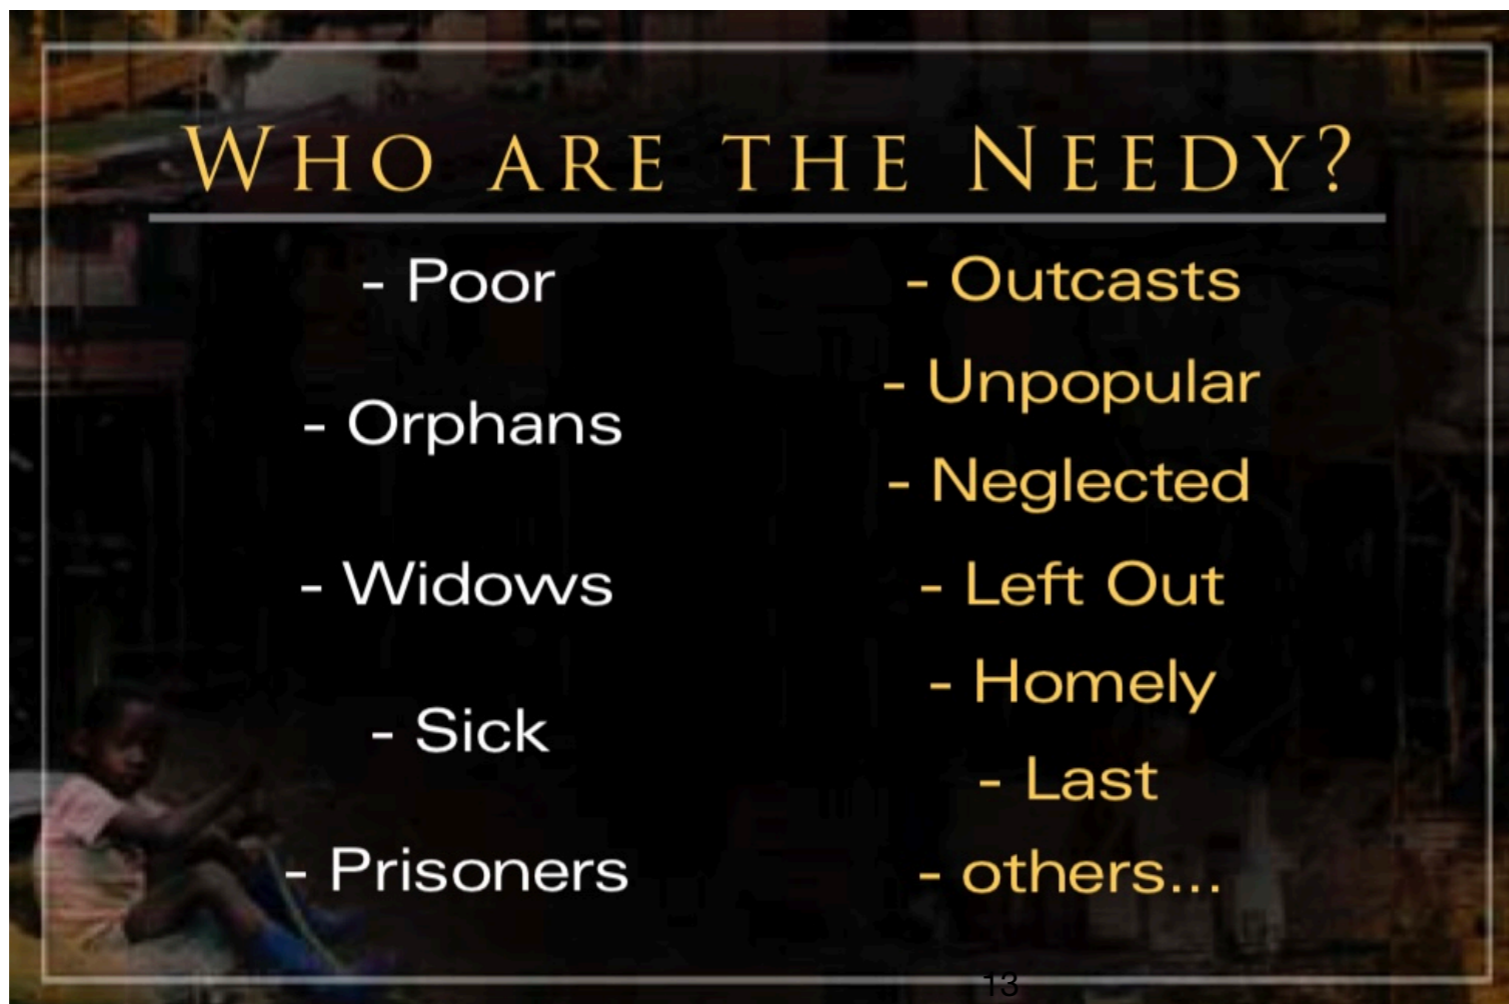 WHO ARE THE NEEDY?
- Poor
- Orphans
- Widows
- Sick
- Prisoners
- Outcasts
- Unpopular
- Neglected
- Left Out
- Homely
- Last
- others...
13